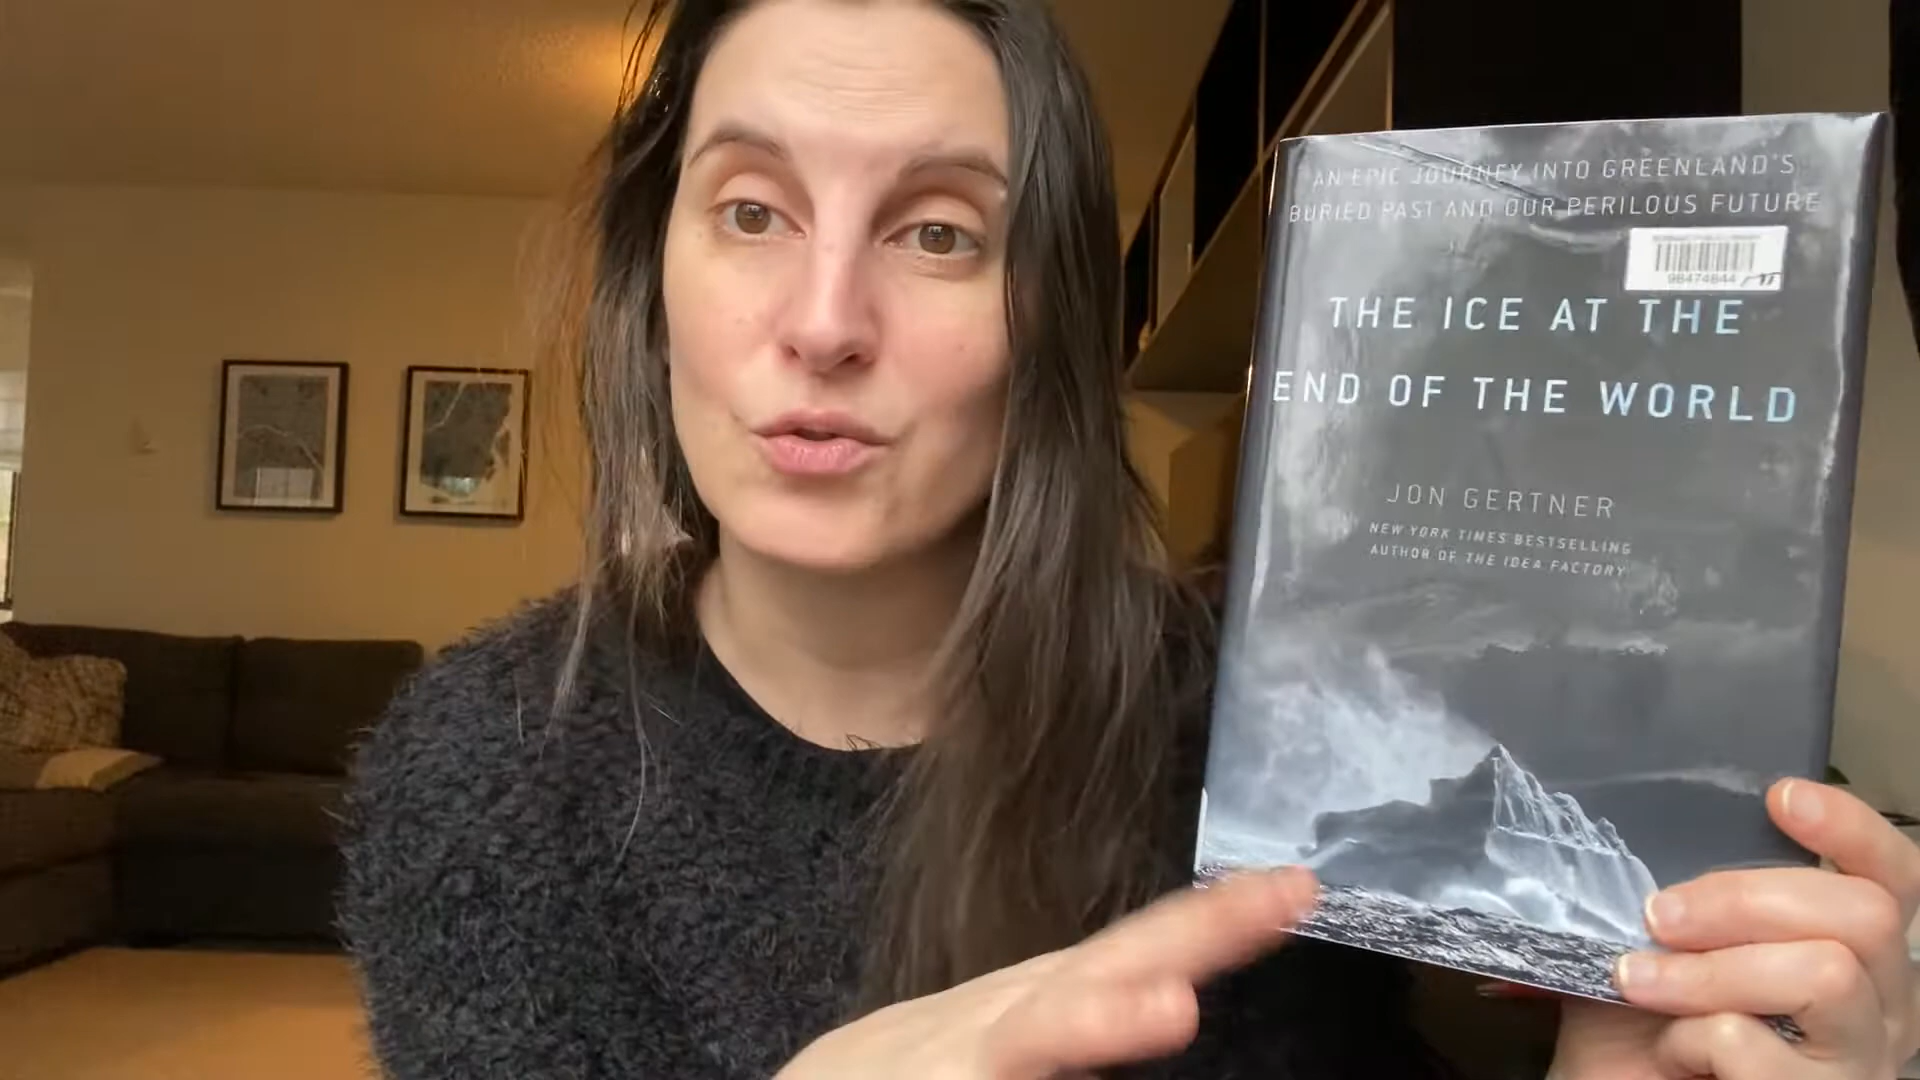 AN EPIC JOURNEY INTO GREENLAND'S
BURIED PAST AND OUR PERILOUS FUTURE
THE ICE AT THE
END OF THE WORLD
JON GERTNER
NEW YORK TIMES BESTSELLING
AUTHOR OF THE IDEA FACTORY